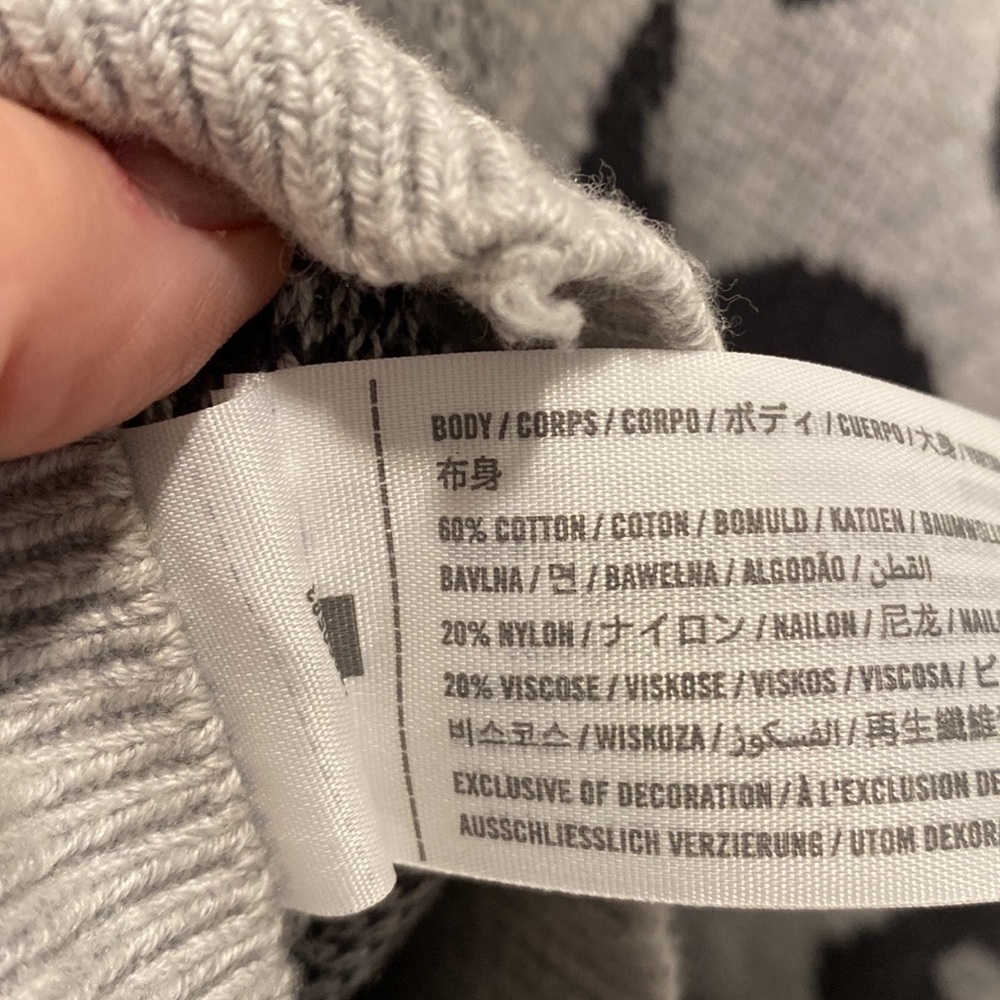 BODY / CORPS / CORPO / ボディ / CUERPO / 大身 /
布身
60% COTTON / COTON / BOMULD / KATOEN /
BAVLNA / 면 / BAWEŁNA / ALGODÃO / القطن
20% NYLON / ナイロン / NAILON / 尼龙 /
20% VISCOSE / VISKOSE / VISKOS / VISCOSA /
비스코스 / WISKOZA / الفسكوز / 再生纖維
EXCLUSIVE OF DECORATION / À L'EXCLUSION DE
AUSSCHLIESSLICH VERZIERUNG / UTOM